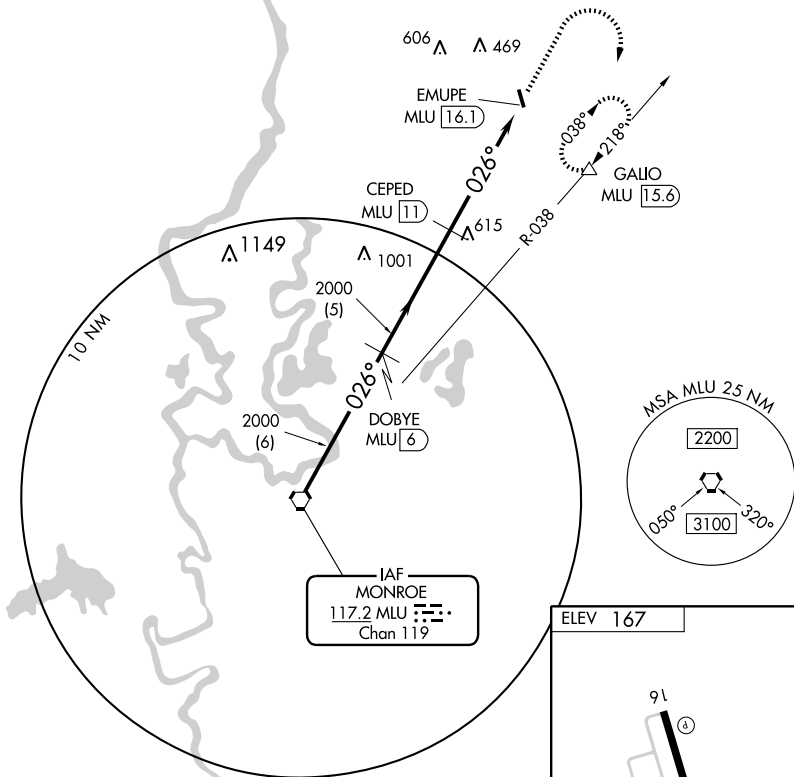 606
469
EMUPE
MLU 16.1
038°
218°
GALIO
MLU 15.6
026°
CEPED
MLU 11
615
R-038
1149
1001
2000
(5)
10 NM
026°
DOBYE
MLU 6
2000
(6)
MSA MLU 25 NM
2200
050°
320°
3100
IAF
MONROE
117.2 MLU
Chan 119
ELEV 167
16
P